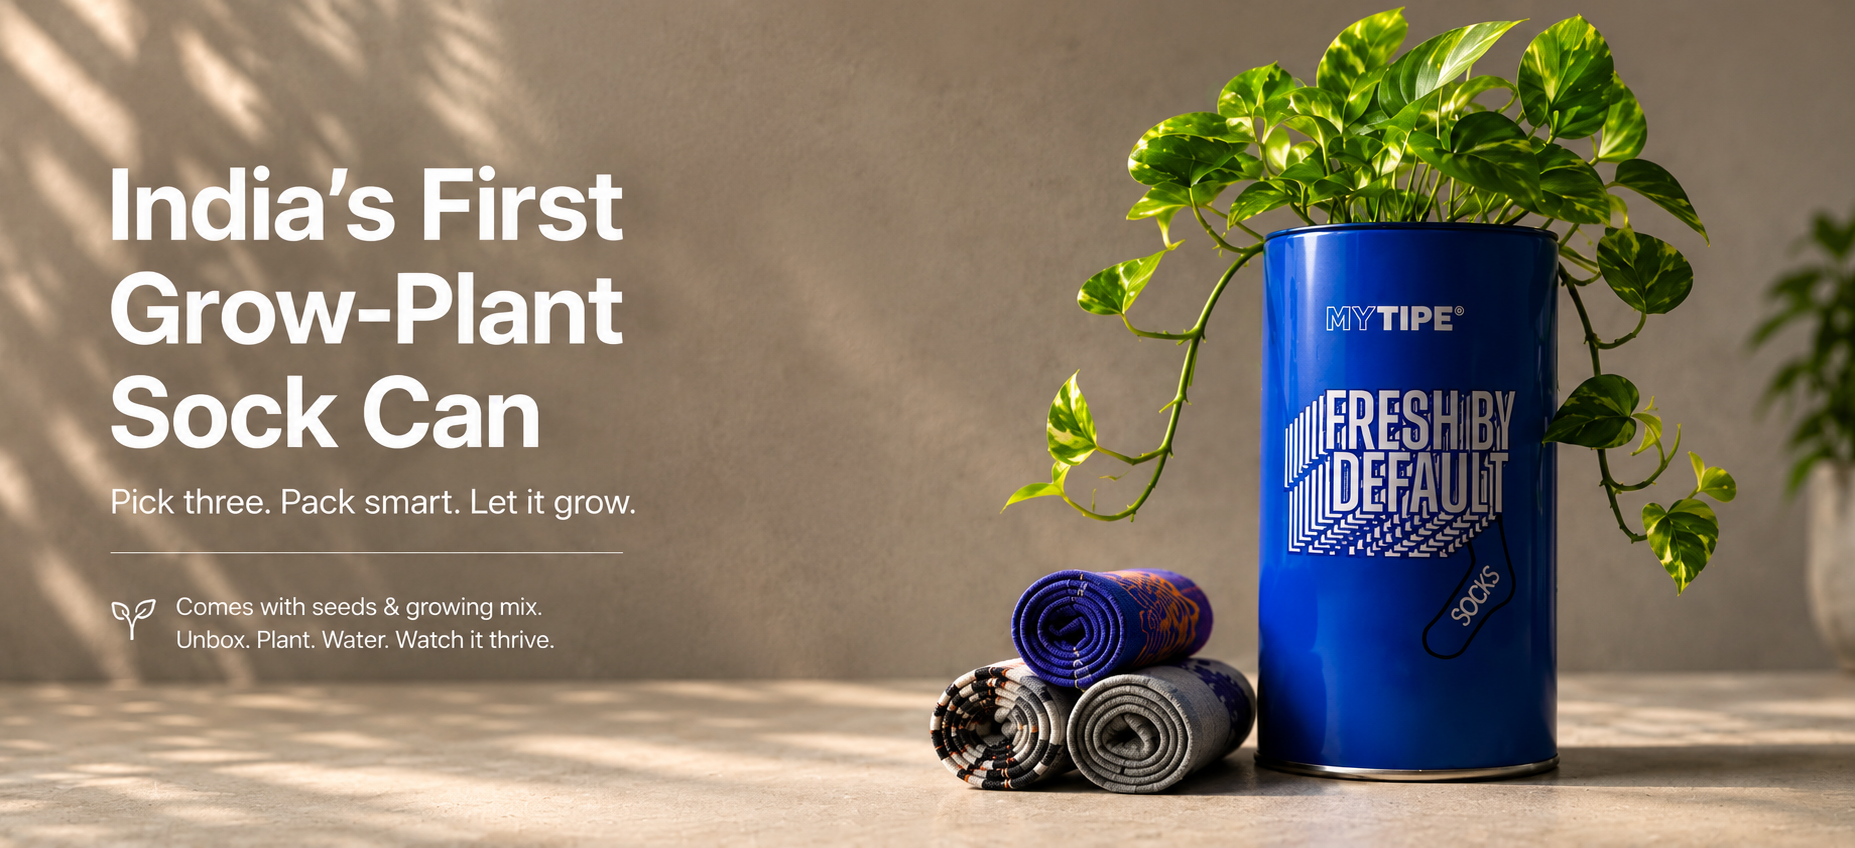 India’s First
Grow-Plant
Sock Can
Pick three. Pack smart. Let it grow.
Comes with seeds & growing mix.
Unbox. Plant. Water. Watch it thrive.
MYTIPE®
FRESH BY
DEFAULT
SOCKS